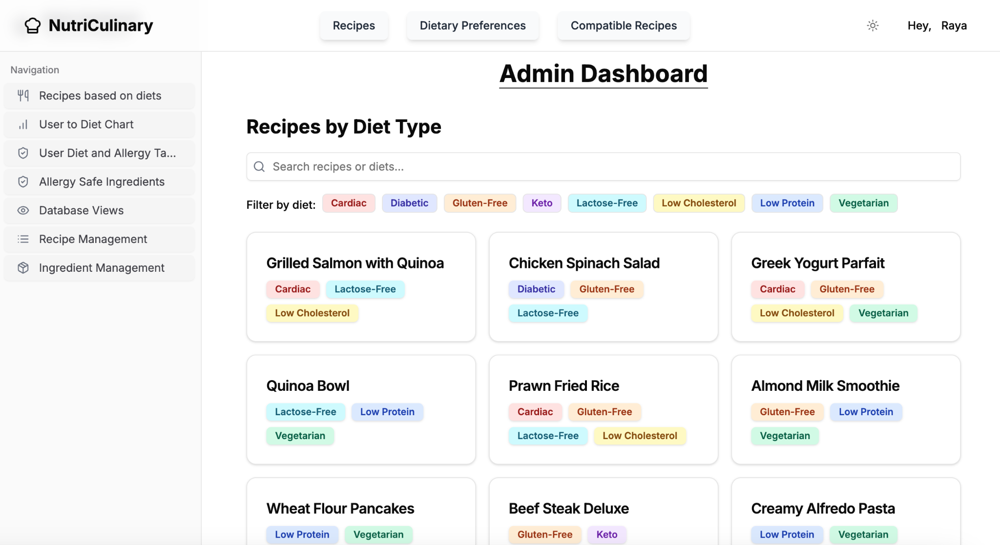 NutriCulinary
Recipes
Dietary Preferences
Compatible Recipes
Hey, Raya
Navigation
Recipes based on diets
User to Diet Chart
User Diet and Allergy Ta...
Allergy Safe Ingredients
Database Views
Recipe Management
Ingredient Management
Admin Dashboard
Recipes by Diet Type
Search recipes or diets...
Filter by diet: Cardiac Diabetic Gluten-Free Keto Lactose-Free Low Cholesterol Low Protein Vegetarian
Grilled Salmon with Quinoa
Cardiac Lactose-Free
Low Cholesterol
Chicken Spinach Salad
Diabetic Gluten-Free
Lactose-Free
Greek Yogurt Parfait
Cardiac Gluten-Free
Low Cholesterol Vegetarian
Quinoa Bowl
Lactose-Free Low Protein
Vegetarian
Prawn Fried Rice
Cardiac Gluten-Free
Lactose-Free Low Cholesterol
Almond Milk Smoothie
Gluten-Free Low Protein
Vegetarian
Wheat Flour Pancakes
Low Protein Vegetarian
Beef Steak Deluxe
Gluten-Free Keto
Creamy Alfredo Pasta
Low Protein Vegetarian